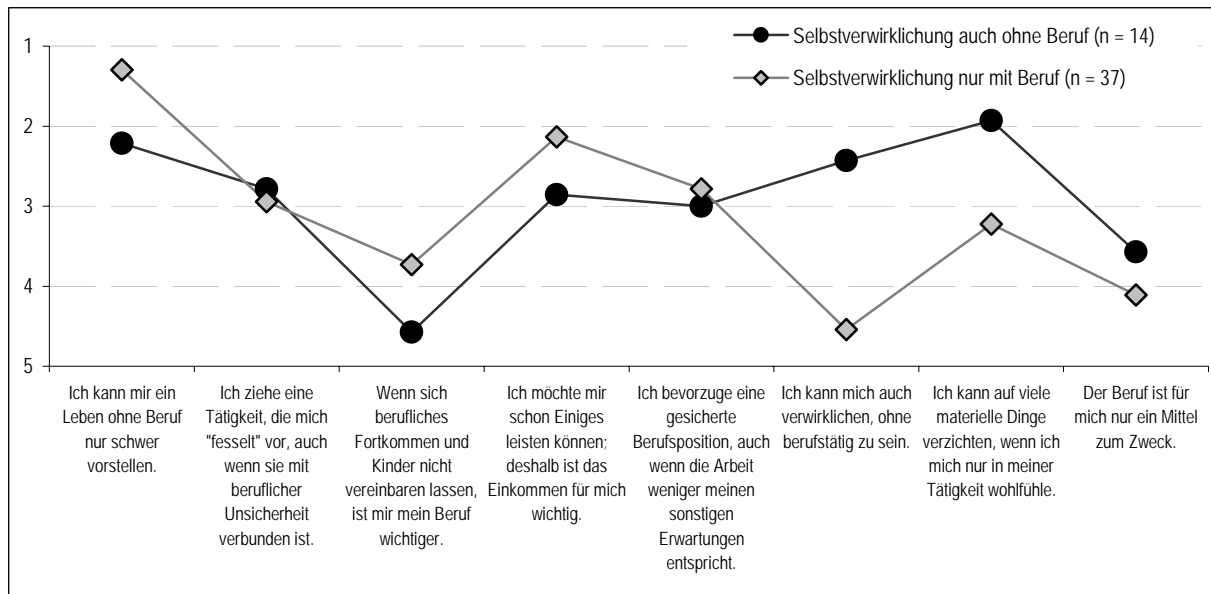 Selbstverwirklichung auch ohne Beruf (n = 14)
Selbstverwirklichung nur mit Beruf (n = 37)
1
2
3
4
5
Ich kann mir ein
Leben ohne Beruf
nur schwer
vorstellen.
Ich ziehe eine
Tätigkeit, die mich
"fesselt" vor, auch
wenn sie mit
beruflicher
Unsicherheit
verbunden ist.
Wenn sich
berufliches
Fortkommen und
Kinder nicht
vereinbaren lassen,
ist mir mein Beruf
wichtiger.
Ich möchte mir
schon Einiges
leisten können;
deshalb ist das
Einkommen für mich
wichtig.
Ich bevorzuge eine
gesicherte
Berufsposition, auch
wenn die Arbeit
weniger meinen
sonstigen
Erwartungen
entspricht.
Ich kann mich auch
verwirklichen, ohne
berufstätig zu sein.
Ich kann auf viele
materielle Dinge
verzichten, wenn ich
mich nur in meiner
Tätigkeit wohlfühle.
Der Beruf ist für
mich nur ein Mittel
zum Zweck.